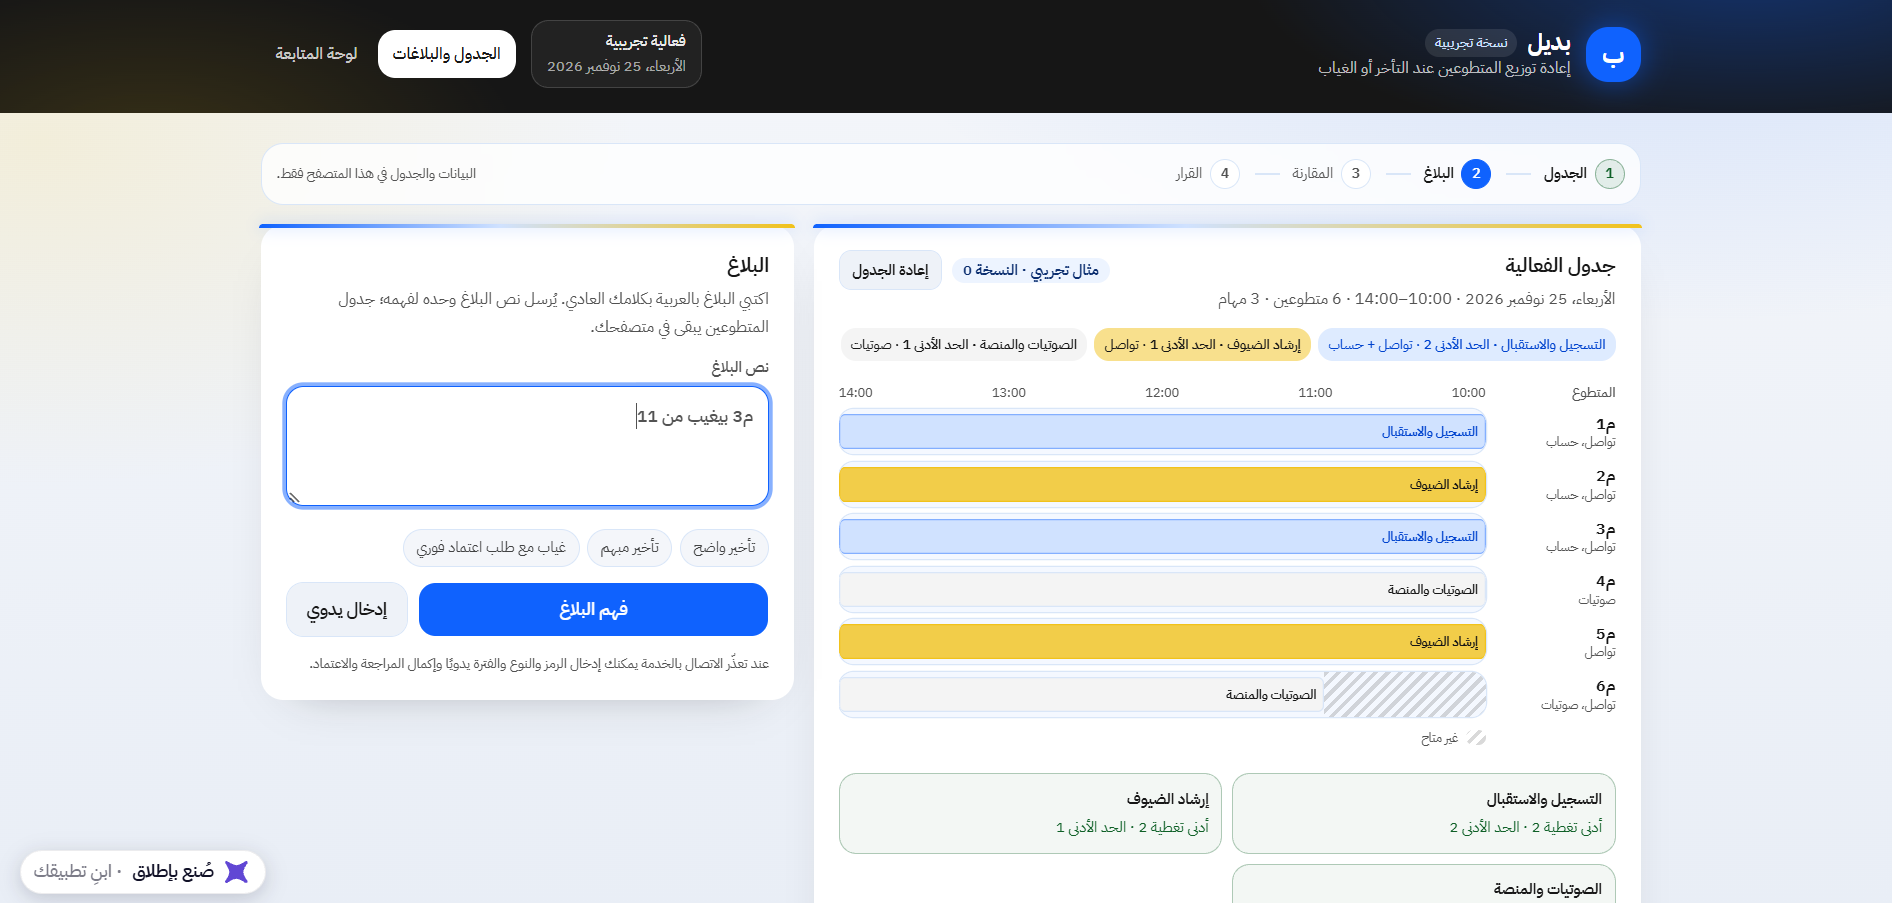 ب
بديل
نسخة تجريبية
إعادة توزيع المتطوعين عند التأخر أو الغياب
فعالية تجريبية
الأربعاء، 25 نوفمبر 2026
الجدول والبلاغات
لوحة المتابعة
1 الجدول
2 البلاغ
3 المقارنة
4 القرار
البيانات والجدول في هذا المتصفح فقط.
جدول الفعالية
مثال تجريبي · النسخة 0
إعادة الجدول
الأربعاء، 25 نوفمبر 2026 · 10:00–14:00 · 6 متطوعين · 3 مهام
التسجيل والاستقبال · الحد الأدنى 2 · تواصل + حساب
إرشاد الضيوف · الحد الأدنى 1 · تواصل
الصوتيات والمنصة · الحد الأدنى 1 · صوتيات
المتطوع
10:00 11:00 12:00 13:00 14:00
م1
تواصل، حساب
التسجيل والاستقبال
م2
تواصل، حساب
إرشاد الضيوف
م3
تواصل، حساب
التسجيل والاستقبال
م4
صوتيات
الصوتيات والمنصة
م5
تواصل
إرشاد الضيوف
م6
تواصل، صوتيات
الصوتيات والمنصة
غير متاح
التسجيل والاستقبال
أدنى تغطية 2 · الحد الأدنى 2
إرشاد الضيوف
أدنى تغطية 2 · الحد الأدنى 1
الصوتيات والمنصة
البلاغ
اكتبي البلاغ بالعربية بكلامك العادي. يُرسل نص البلاغ وحده لفهمه؛ جدول
المتطوعين يبقى في متصفحك.
نص البلاغ
م3 بيغيب من 11
تأخير واضح
تأخير مبهم
غياب مع طلب اعتماد فوري
فهم البلاغ
إدخال يدوي
عند تعذّر الاتصال بالخدمة يمكنك إدخال الرمز والنوع والفترة يدويًا وإكمال المراجعة والاعتماد.
صُنع بإطلاق · ابنِ تطبيقك